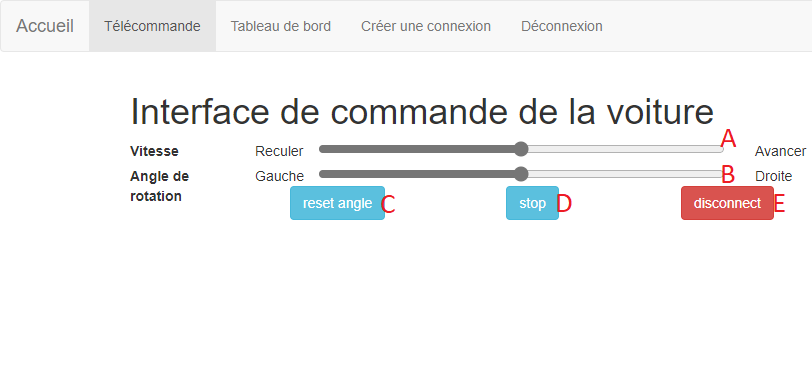 Accueil Télécommande Tableau de bord Créer une connexion Déconnexion
Interface de commande de la voiture
A
Vitesse Reculer Avancer
Angle de rotation Gauche B Droite
reset angle C stop D disconnect E